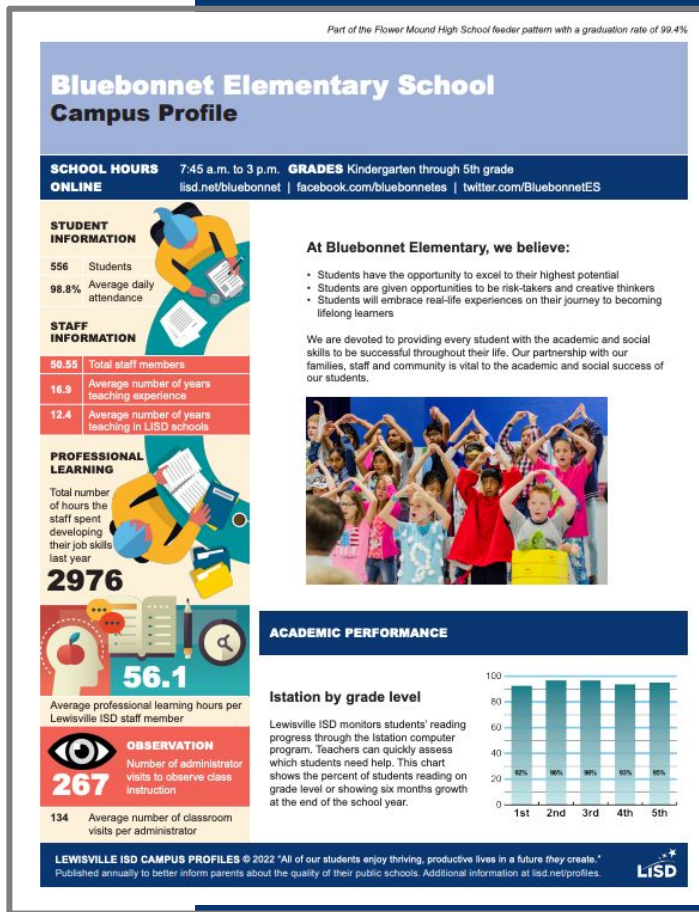 Part of the Flower Mound High School feeder pattern with a graduation rate of 99.4%
Bluebonnet Elementary School
Campus Profile
SCHOOL HOURS 7:45 a.m. to 3 p.m. GRADES Kindergarten through 5th grade
ONLINE lisd.net/bluebonnet | facebook.com/bluebonnetes | twitter.com/BluebonnetES
STUDENT
INFORMATION
556 Students
98.8% Average daily
attendance
STAFF
INFORMATION
50.55 Total staff members
16.9 Average number of years
teaching experience
12.4 Average number of years
teaching in LISD schools
PROFESSIONAL
LEARNING
Total number
of hours the
staff spent
developing
their job skills
last year
2976
56.1
Average professional learning hours per
Lewisville ISD staff member
OBSERVATION
267
Number of administrator
visits to observe class
instruction
134 Average number of classroom
visits per administrator
At Bluebonnet Elementary, we believe:
• Students have the opportunity to excel to their highest potential
• Students are given opportunities to be risk-takers and creative thinkers
• Students will embrace real-life experiences on their journey to becoming
lifelong learners
We are devoted to providing every student with the academic and social
skills to be successful throughout their life. Our partnership with our
families, staff and community is vital to the academic and social success of
our students.
ACADEMIC PERFORMANCE
Istation by grade level
Lewisville ISD monitors students' reading
progress through the Istation computer
program. Teachers can quickly assess
which students need help. This chart
shows the percent of students reading on
grade level or showing six months growth
at the end of the school year.
100
80
60
40
20
0
92% 96% 96% 93% 95%
1st 2nd 3rd 4th 5th
LEWISVILLE ISD CAMPUS PROFILES © 2022 "All of our students enjoy thriving, productive lives in a future they create."
Published annually to better inform parents about the quality of their public schools. Additional information at lisd.net/profiles.
LISD